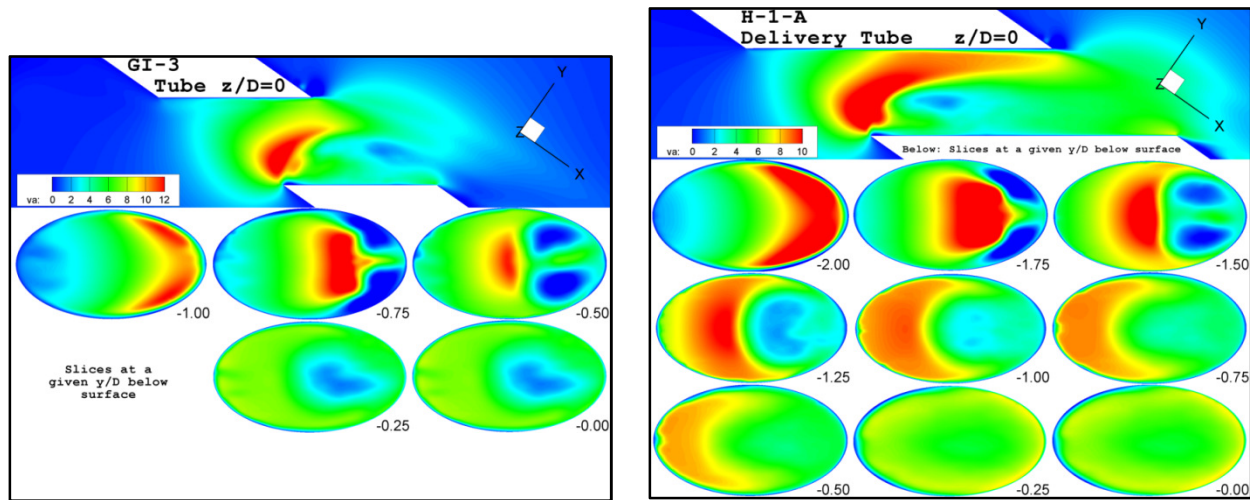 GI-3
Tube z/D=0
Y
Z
X
va: 0 2 4 6 8 10 12
-1.00
-0.75
-0.50
Slices at a
given y/D below
surface
-0.25
-0.00
H-1-A
Delivery Tube z/D=0
Y
Z
X
va: 0 2 4 6 8 10
Below: Slices at a given y/D below surface
-2.00
-1.75
-1.50
-1.25
-1.00
-0.75
-0.50
-0.25
-0.00